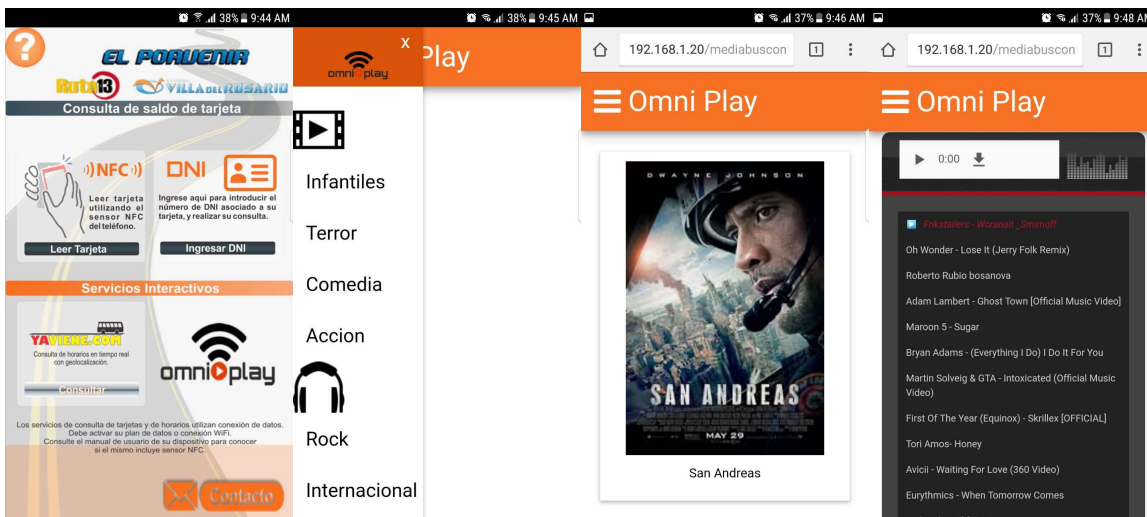 38% 9:44 AM
?
EL PORVENIR
Ruta 13
VILLA DEL ROSARIO
Consulta de saldo de tarjeta
NFC
Leer tarjeta
utilizando el
sensor NFC
del teléfono.
Leer Tarjeta
DNI
Ingrese aquí para introducir el
número de DNI asociado a su
tarjeta, y realizar su consulta.
Ingresar DNI
Servicios Interactivos
YAVIENE.COM
Consulta de horarios en tiempo real
con geolocalización.
Consultar
omniplay
Los servicios de consulta de tarjetas y de horarios utilizan conexión de datos.
Debe activar su plan de datos o conexión WiFi.
Consulte el manual de usuario de su dispositivo para conocer
si el mismo incluye sensor NFC.
Contacto
38% 9:45 AM
omniplay
x
Play
Infantiles
Terror
Comedia
Accion
Rock
Internacional
37% 9:46 AM
192.168.1.20/mediabuscon
1
Omni Play
DWAYNE JOHNSON
SAN ANDREAS
MAY 29
San Andreas
37% 9:48 AM
192.168.1.20/mediabuscon
1
Omni Play
0:00
Frikstailers - Woranait_Smirnoff
Oh Wonder - Lose It (Jerry Folk Remix)
Roberto Rubio bosanova
Adam Lambert - Ghost Town [Official Music Video]
Maroon 5 - Sugar
Bryan Adams - (Everything I Do) I Do It For You
Martin Solveig & GTA - Intoxicated (Official Music
Video)
First Of The Year (Equinox) - Skrillex [OFFICIAL]
Tori Amos- Honey
Avicii - Waiting For Love (360 Video)
Eurythmics - When Tomorrow Comes